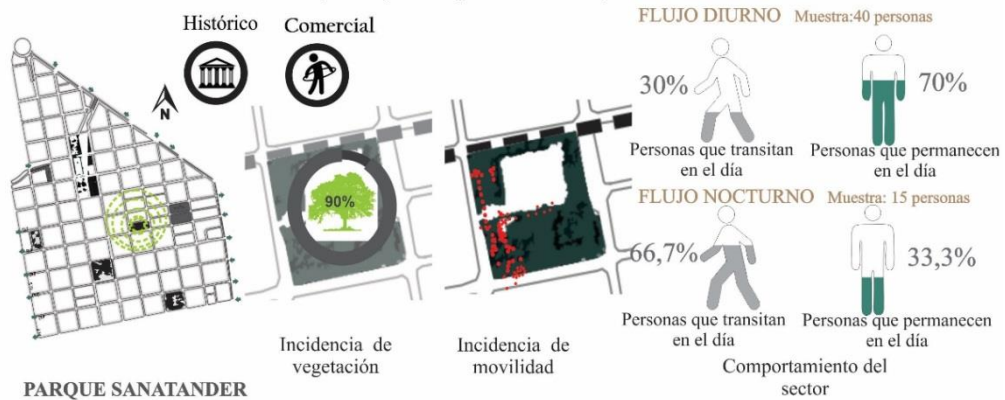 Histórico
Comercial
N
90%
Incidencia de
vegetación
Incidencia de
movilidad
PARQUE SANATANDER
FLUJO DIURNO Muestra:40 personas
30%
70%
Personas que transitan
en el día
Personas que permanecen
en el día
FLUJO NOCTURNO Muestra: 15 personas
66,7%
33,3%
Personas que transitan
en el día
Personas que permanecen
en el día
Comportamiento del
sector